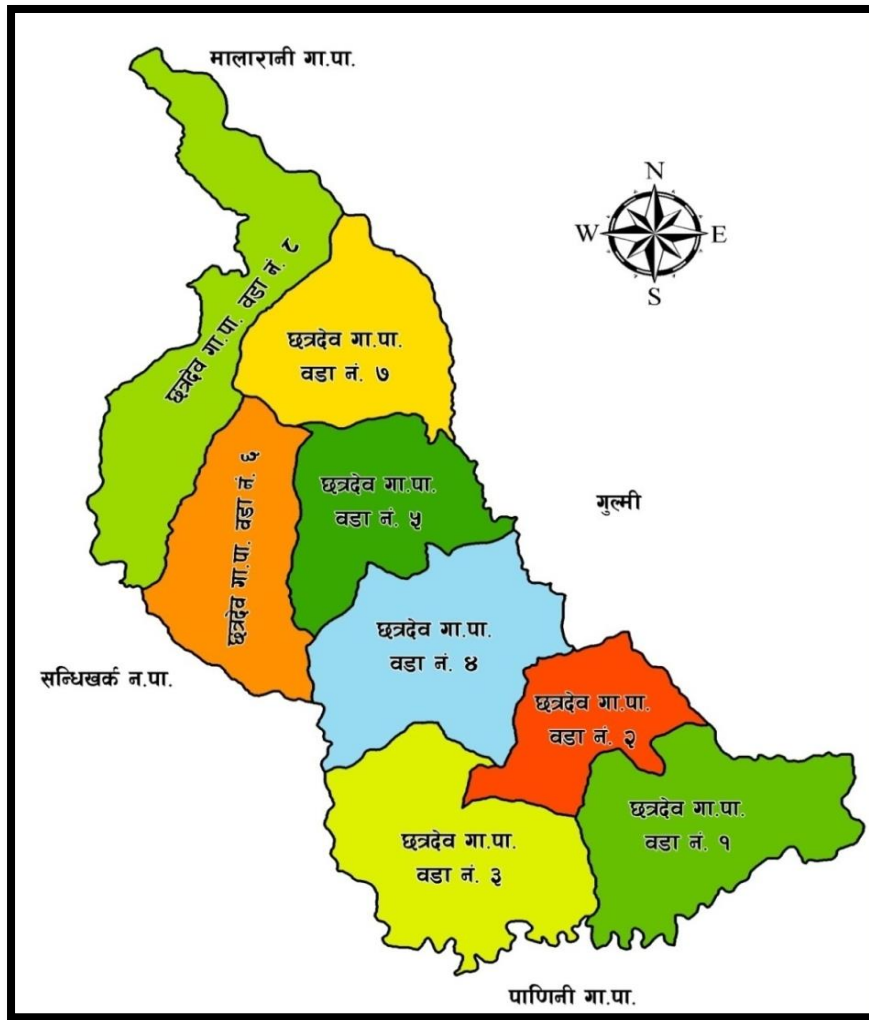 मालारानी गा.पा.
N
W
E
S
छत्रदेव गा.पा. वडा नं. ८
छत्रदेव गा.पा.
वडा नं. ७
छत्रदेव गा.पा. वडा नं. ६
छत्रदेव गा.पा.
वडा नं. ५
गुल्मी
छत्रदेव गा.पा.
वडा नं. ४
सन्धिखर्क न.पा.
छत्रदेव गा.पा.
वडा नं. २
छत्रदेव गा.पा.
वडा नं. १
छत्रदेव गा.पा.
वडा नं. ३
पाणिनी गा.पा.